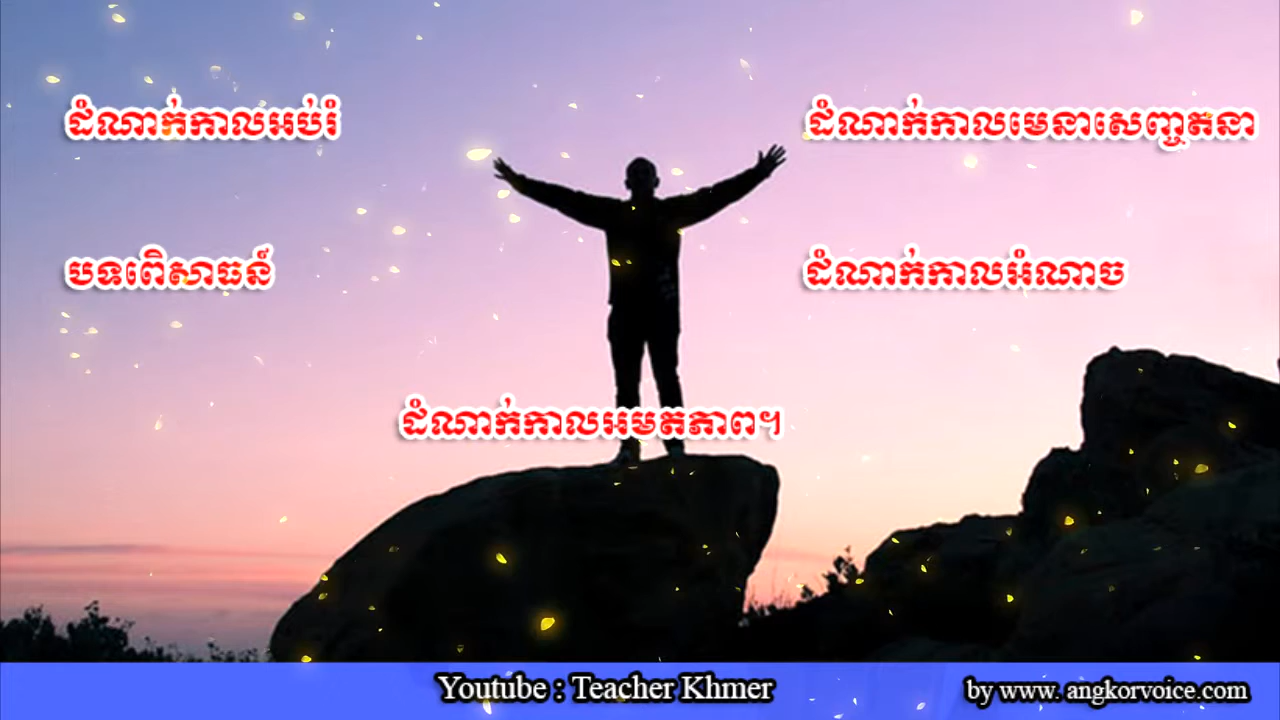 ដំណាក់កាលអប់រំ
ដំណាក់កាលមេនាសេញ្ចតនា
បទពេិសាធន៍
ដំណាក់កាលអំណាច
ដំណាក់កាលអមតភាព។
Youtube : Teacher Khmer
by www. angkorvoice.com